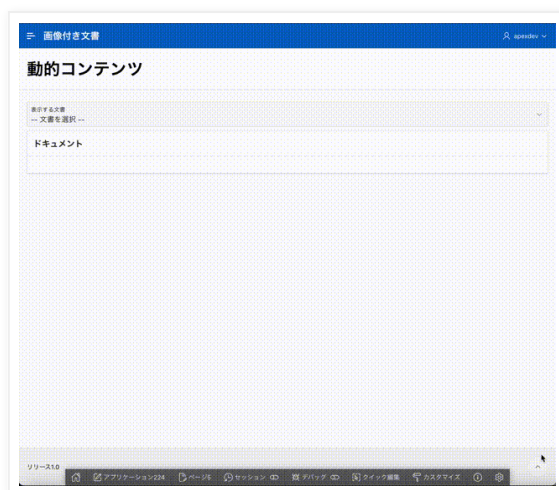 画像付き文書
apexdev
動的コンテンツ
表示する文書
-- 文書を選択 --
ドキュメント
リリース1.0
アプリケーション224
ページ5
セッション
デバッグ
クイック編集
カスタマイズ